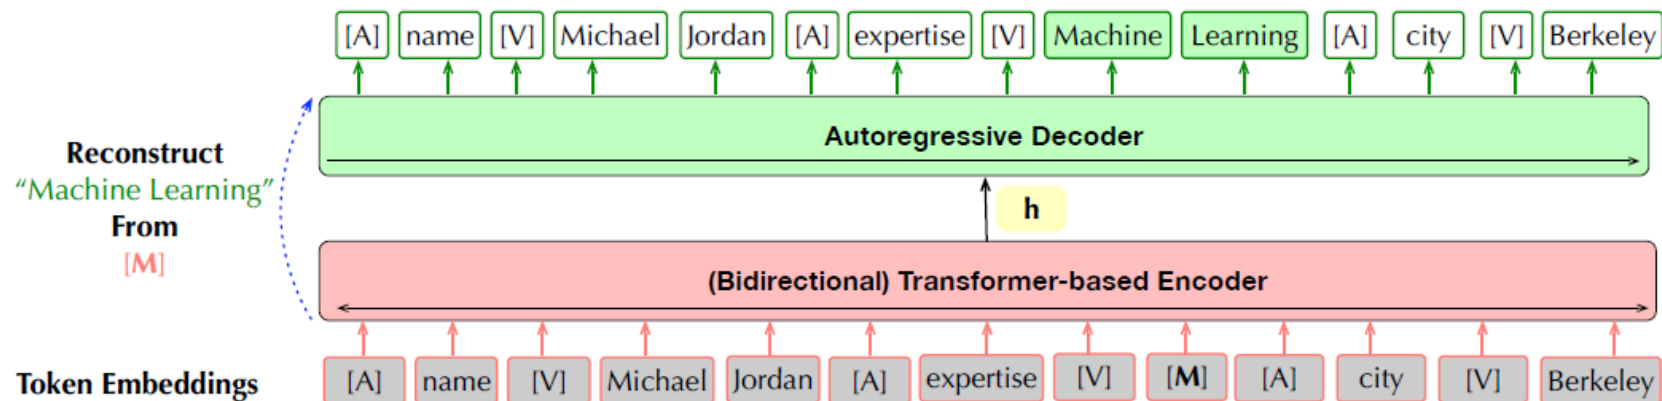 [A] name [V] Michael Jordan [A] expertise [V] Machine Learning [A] city [V] Berkeley
Autoregressive Decoder
Reconstruct
“Machine Learning”
From
[M]
h
(Bidirectional) Transformer-based Encoder
Token Embeddings [A] name [V] Michael Jordan [A] expertise [V] [M] [A] city [V] Berkeley